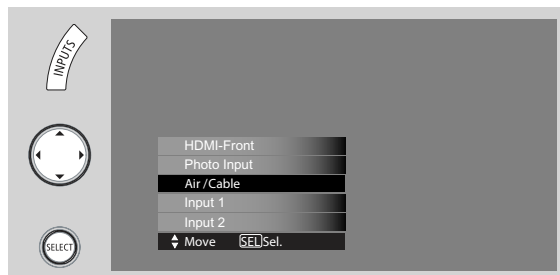 INPUTS
HDMI-Front
Photo Input
Air /Cable
Input 1
Input 2
Move SEL Sel.
SELECT